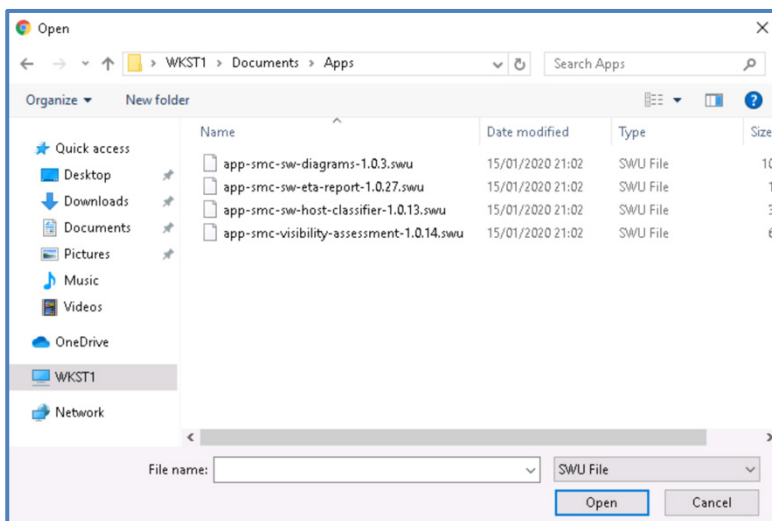 Open
WKST1 > Documents > Apps
Search Apps
Organize
New folder
Name
Date modified
Type
Size
Quick access
Desktop
Downloads
Documents
Pictures
Music
Videos
OneDrive
WKST1
Network
app-smc-sw-diagrams-1.0.3.swu 15/01/2020 21:02 SWU File
app-smc-sw-eta-report-1.0.27.swu 15/01/2020 21:02 SWU File
app-smc-sw-host-classifier-1.0.13.swu 15/01/2020 21:02 SWU File
app-smc-visibility-assessment-1.0.14.swu 15/01/2020 21:02 SWU File
File name:
SWU File
Open
Cancel